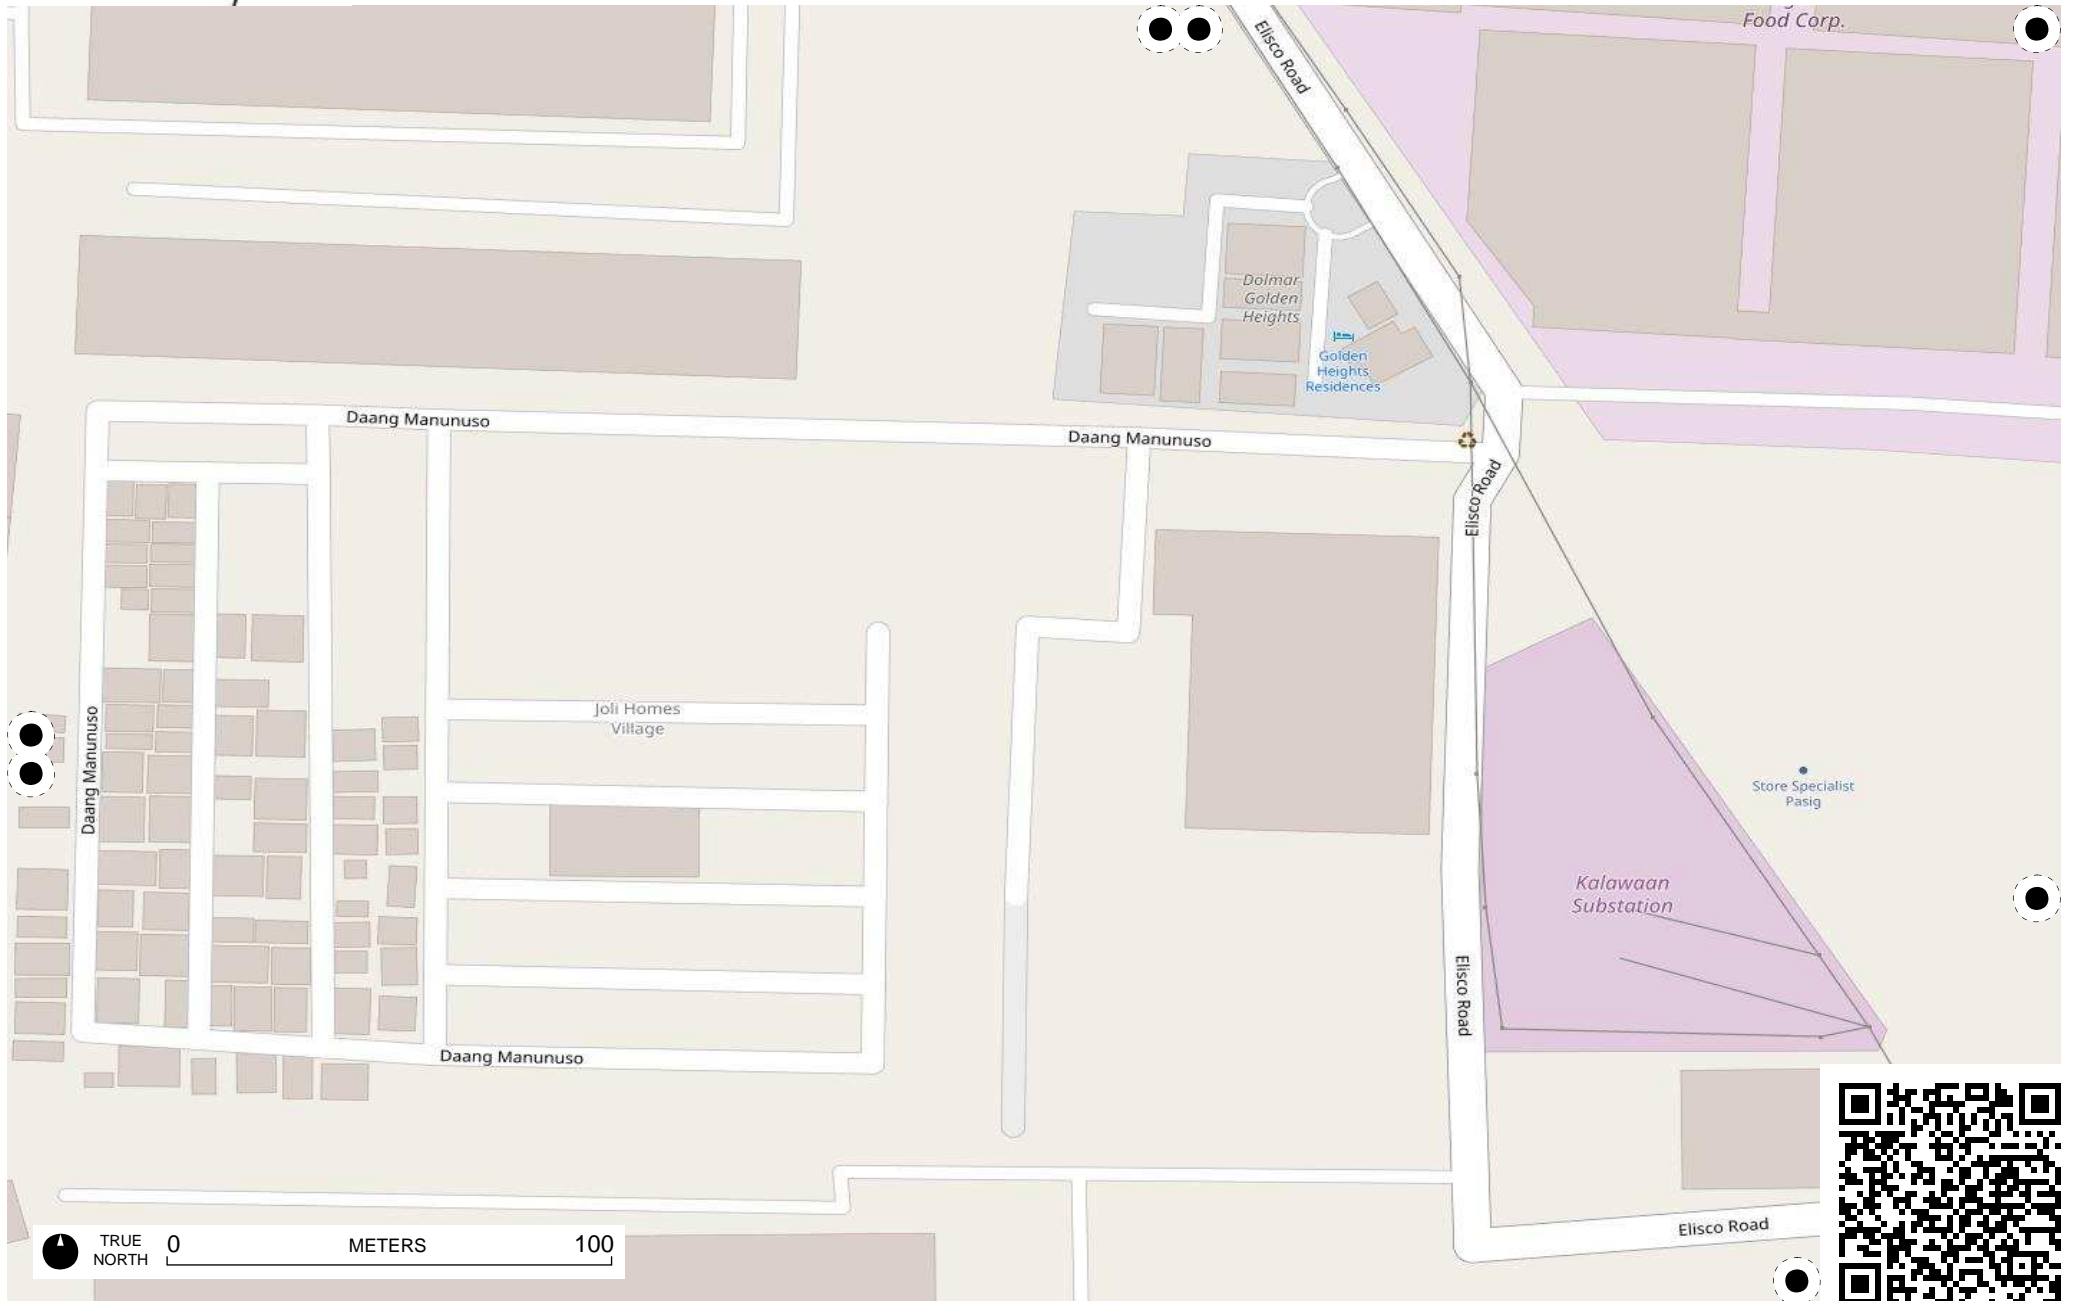 Food Corp.
Elisco Road
Dolmar
Golden
Heights
Golden
Heights
Residences
Daang Manunuso
Daang Manunuso
Elisco Road
Joli Homes
Village
Daang Manunuso
Store Specialist
Pasig
Kalawaan
Substation
Elisco Road
Daang Manunuso
Elisco Road
TRUE
NORTH
0 METERS 100